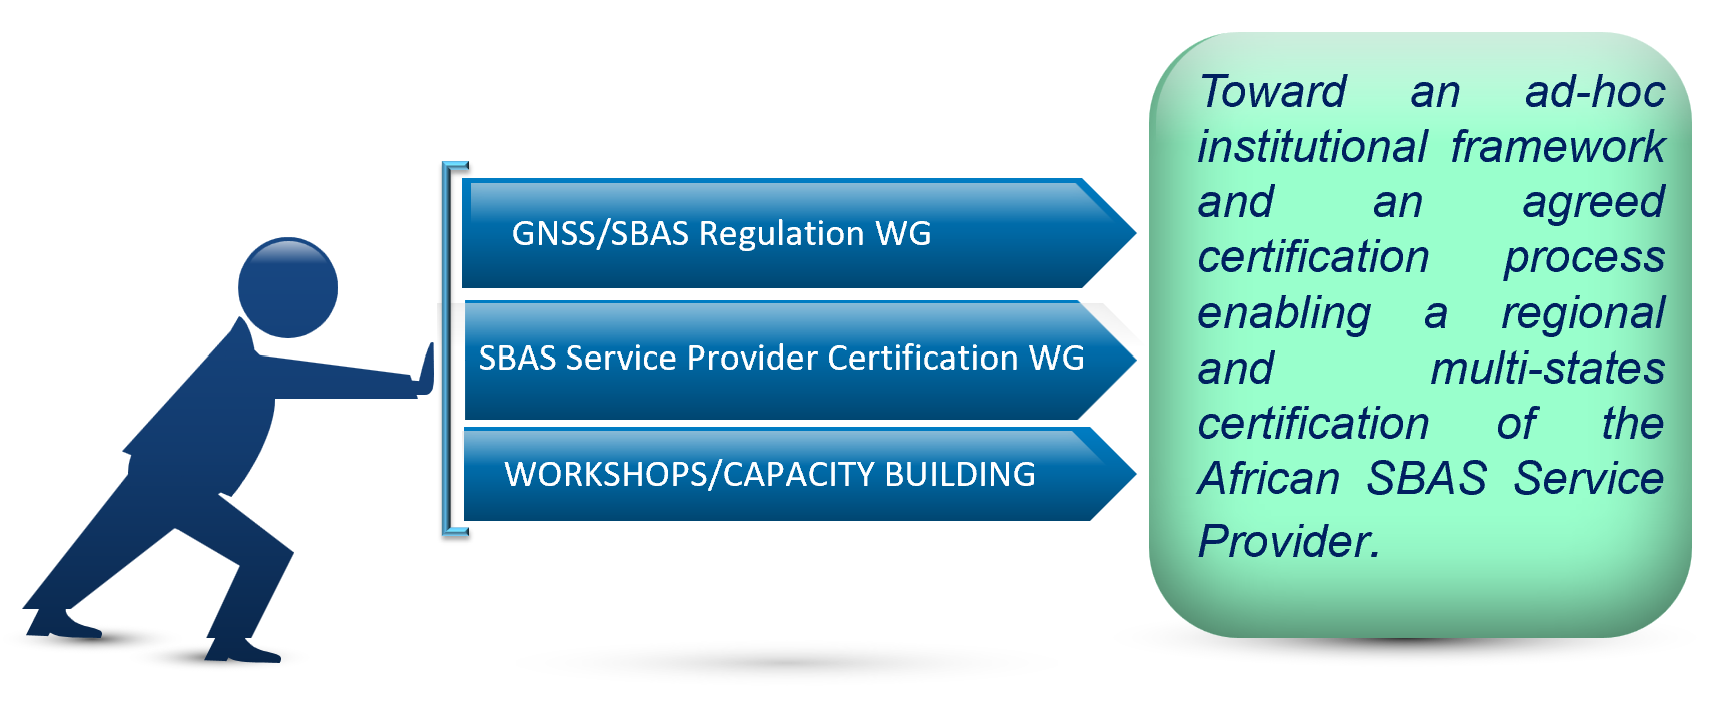 GNSS/SBAS Regulation WG
SBAS Service Provider Certification WG
WORKSHOPS/CAPACITY BUILDING
Toward an ad-hoc
institutional framework
and an agreed
certification process
enabling a regional
and multi-states
certification of the
African SBAS Service
Provider.